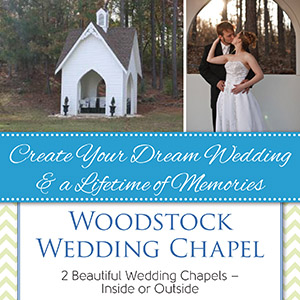 Create Your Dream Wedding
& a Lifetime of Memories
Woodstock
Wedding Chapel
2 Beautiful Wedding Chapels –
Inside or Outside